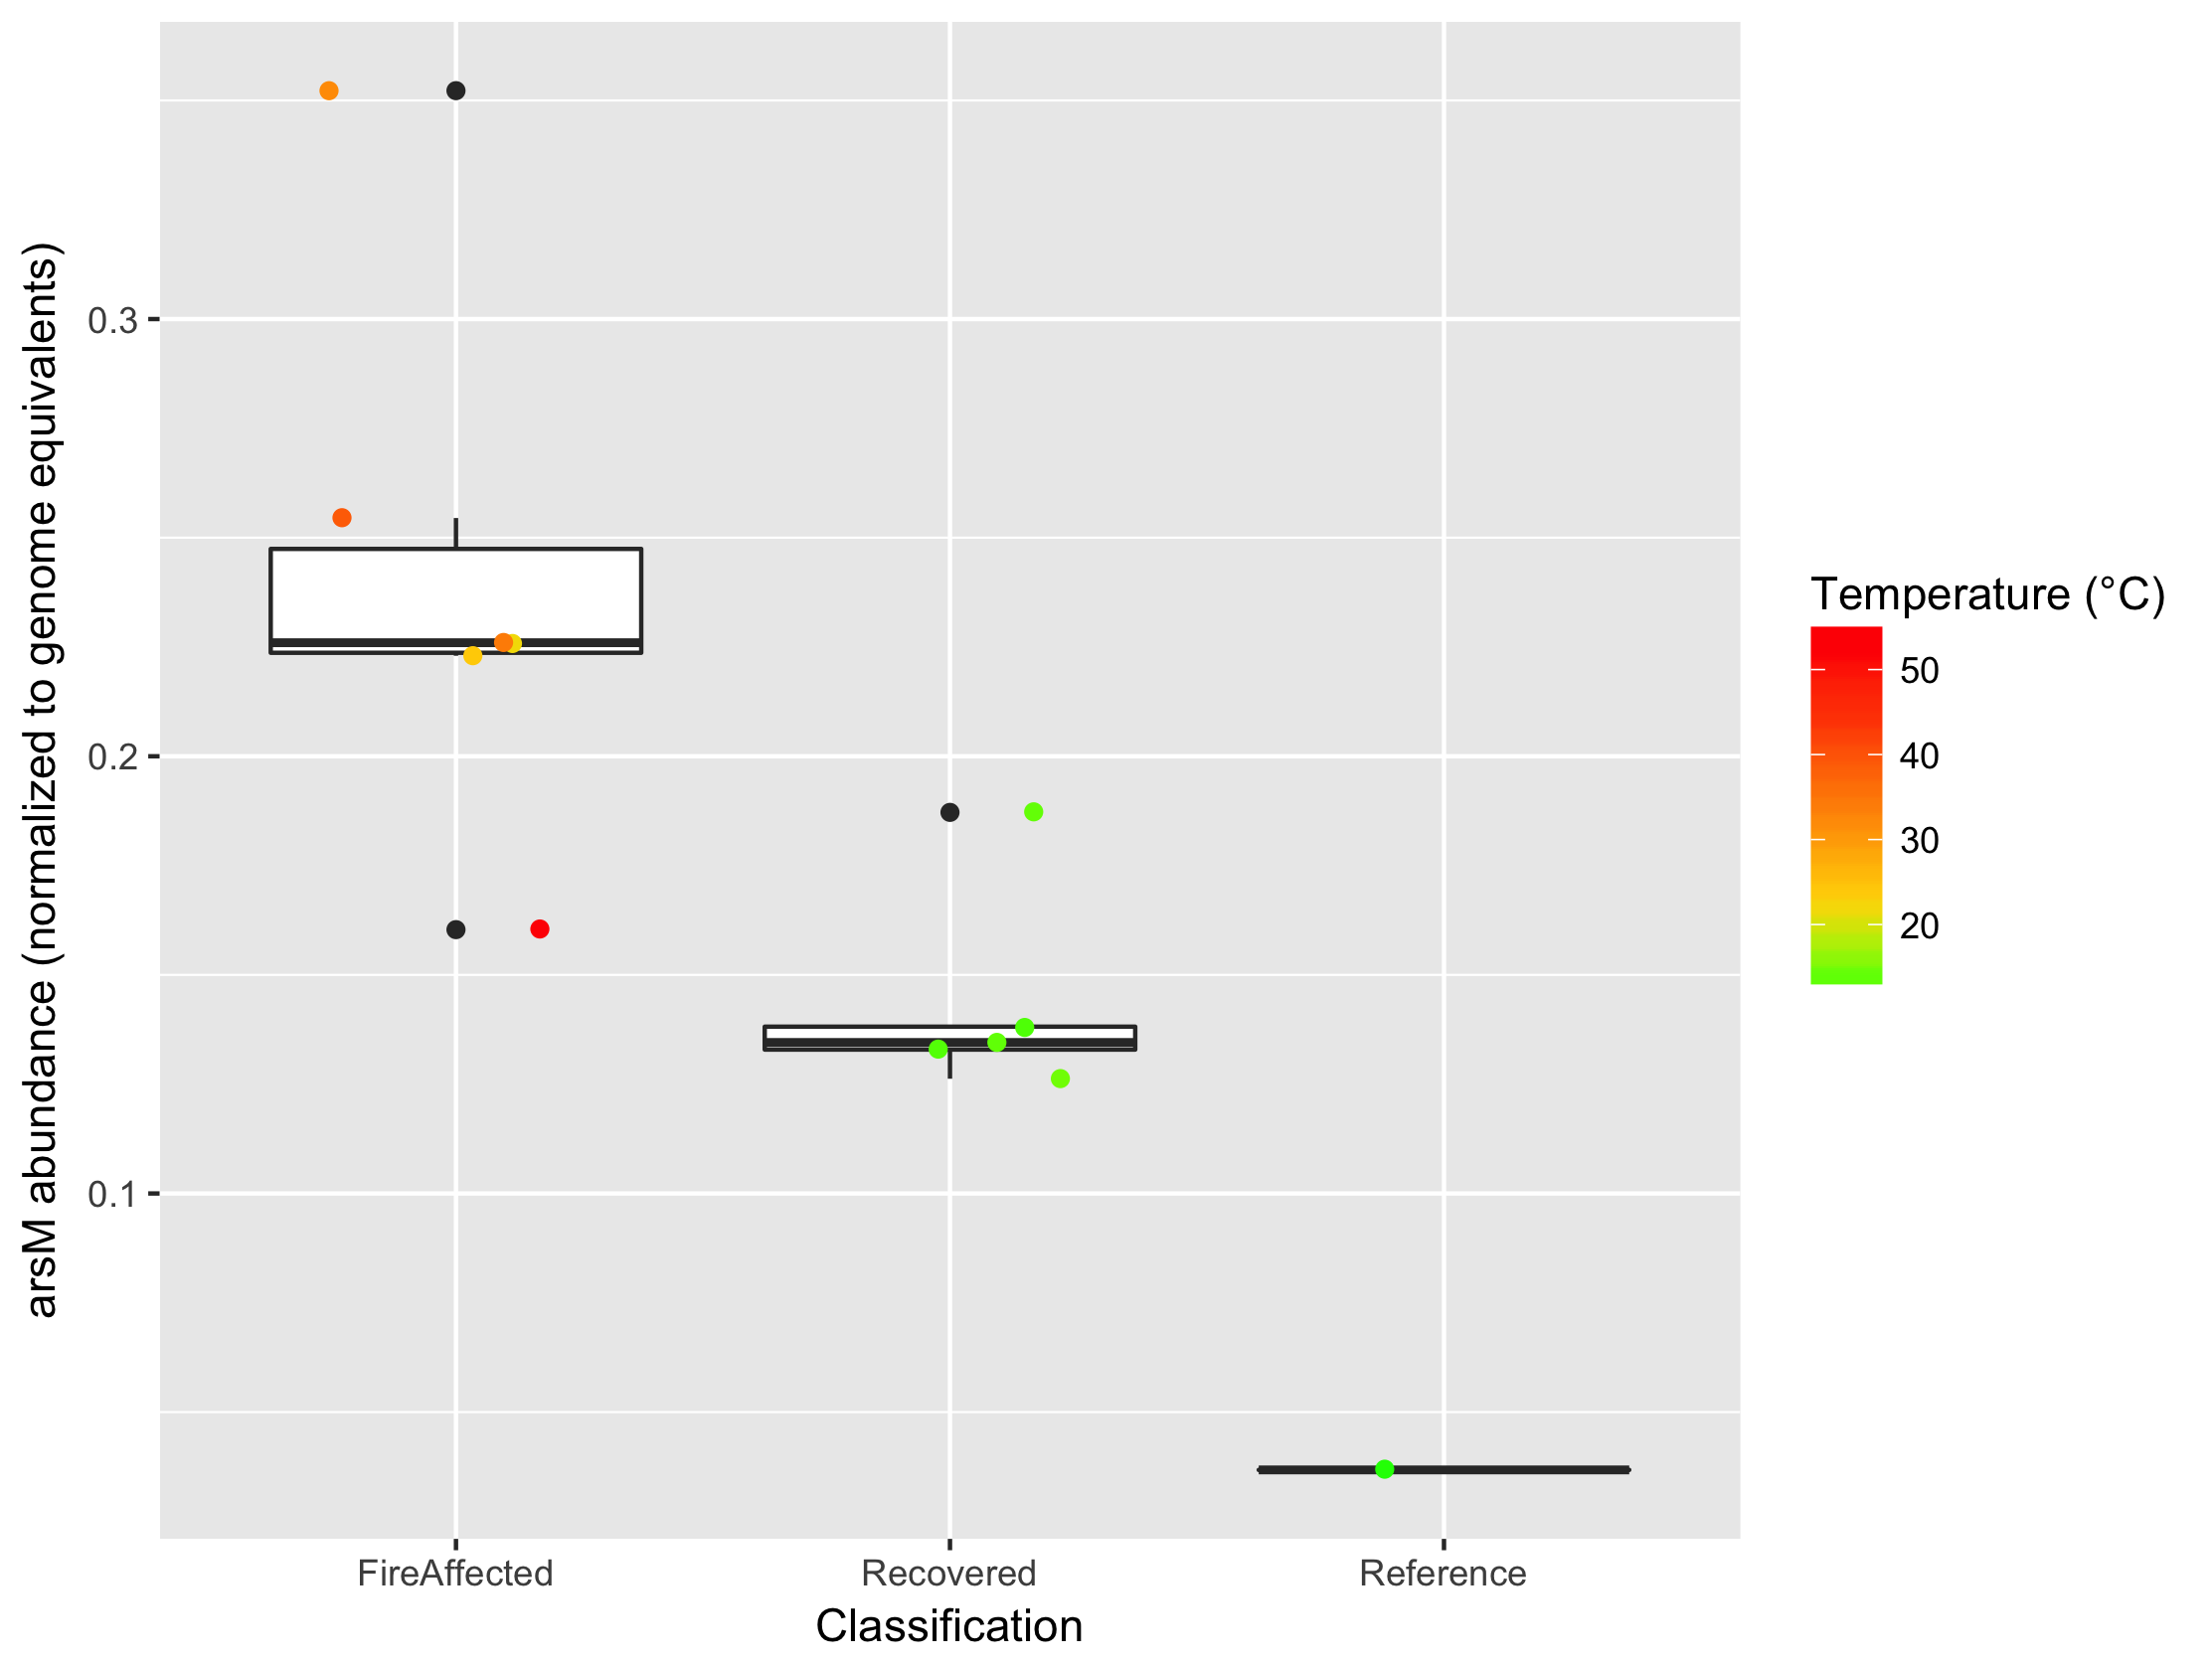 arsM abundance (normalized to genome equivalents)
0.3
0.2
0.1
FireAffected
Recovered
Reference
Classification
Temperature (°C)
50
40
30
20